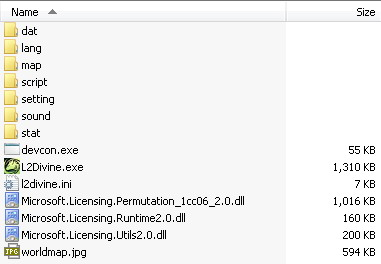 Name Size
dat
lang
map
script
setting
sound
stat
devcon.exe 55 KB
L2Divine.exe 1,310 KB
l2divine.ini 7 KB
Microsoft.Licensing.Permutation_1cc06_2.0.dll 1,016 KB
Microsoft.Licensing.Runtime2.0.dll 160 KB
Microsoft.Licensing.Utils2.0.dll 200 KB
worldmap.jpg 594 KB